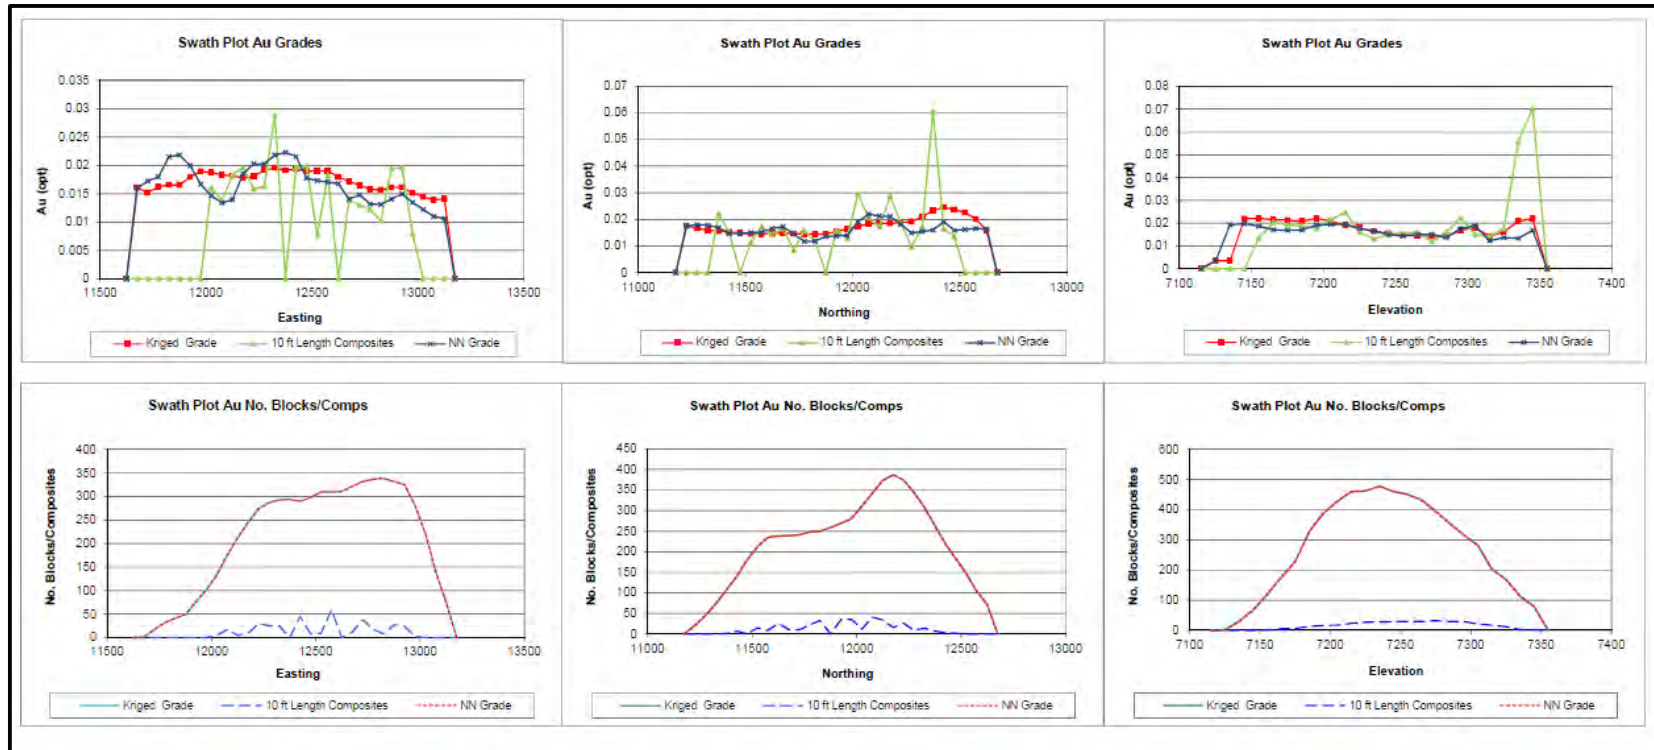 Swath Plot Au Grades
Au (opt)
0.035
0.03
0.025
0.02
0.015
0.01
0.005
0
11500 12000 12500 13000 13500
Easting
Kriged Grade 10 ft Length Composites NN Grade
Swath Plot Au Grades
Au (opt)
0.07
0.06
0.05
0.04
0.03
0.02
0.01
0
11000 11500 12000 12500 13000
Northing
Kriged Grade 10 ft Length Composites NN Grade
Swath Plot Au Grades
Au (opt)
0.08
0.07
0.06
0.05
0.04
0.03
0.02
0.01
0
7100 7150 7200 7250 7300 7350 7400
Elevation
Kriged Grade 10 ft Length Composites NN Grade
Swath Plot Au No. Blocks/Comps
No. Blocks/Composites
400
350
300
250
200
150
100
50
0
11500 12000 12500 13000 13500
Easting
Kriged Grade 10 ft Length Composites NN Grade
Swath Plot Au No. Blocks/Comps
No. Blocks/Composites
450
400
350
300
250
200
150
100
50
0
11000 11500 12000 12500 13000
Northing
Kriged Grade 10 ft Length Composites NN Grade
Swath Plot Au No. Blocks/Comps
No. Blocks/Composites
600
500
400
300
200
100
0
7100 7150 7200 7250 7300 7350 7400
Elevation
Kriged Grade 10 ft Length Composites NN Grade